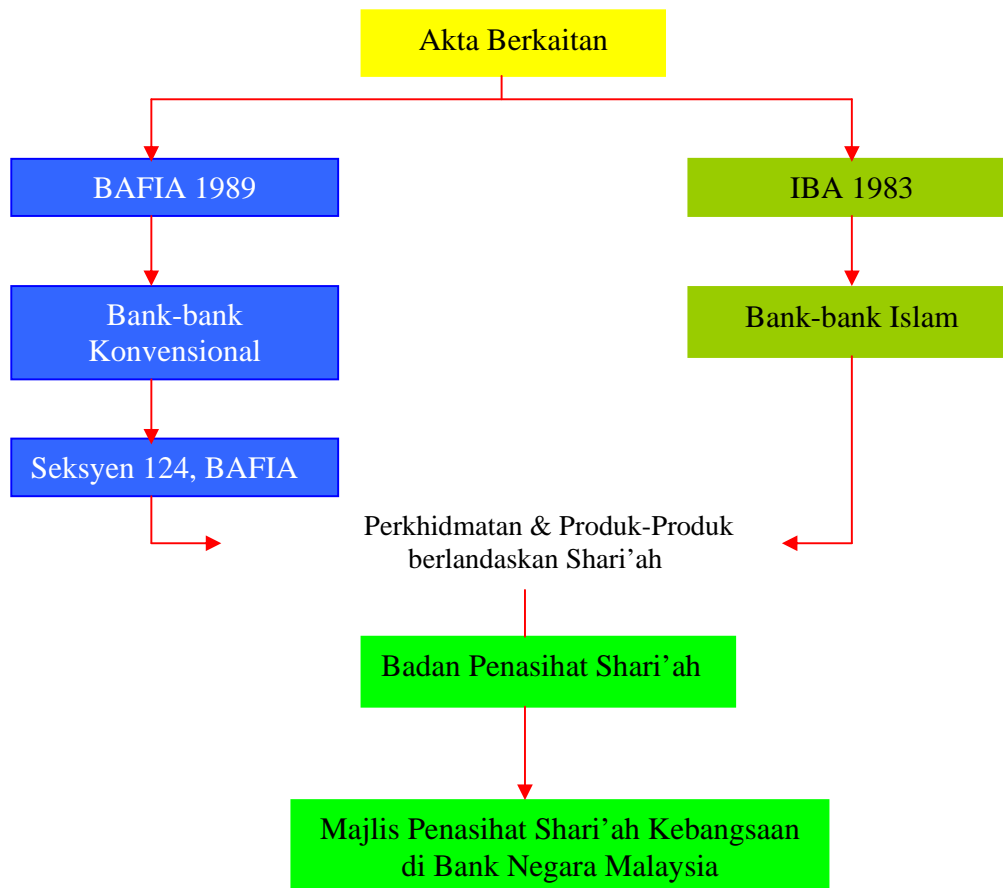 Akta Berkaitan
BAFIA 1989
IBA 1983
Bank-bank
Konvensional
Bank-bank Islam
Seksyen 124, BAFIA
Perkhidmatan & Produk-Produk
berlandaskan Shari’ah
Badan Penasihat Shari’ah
Majlis Penasihat Shari’ah Kebangsaan
di Bank Negara Malaysia